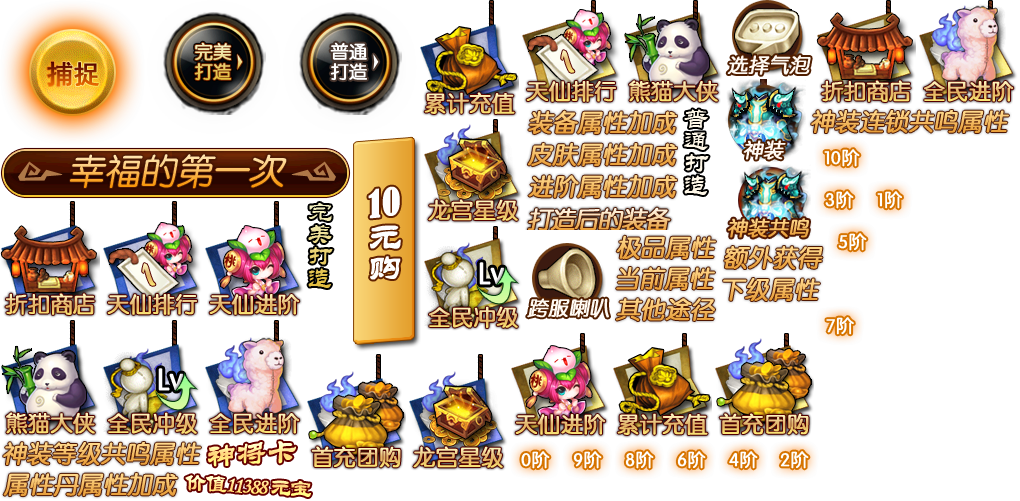 捕捉
完美
打造
普通
打造
累计充值
天仙排行
熊猫大侠
选择气泡
折扣商店
全民进阶
装备属性加成
皮肤属性加成
进阶属性加成
打造后的装备
普通打造
神装
神装连锁共鸣属性
10阶
3阶
1阶
5阶
7阶
幸福的第一次
完美打造
10元购
龙宫星级
神装共鸣
Lv
全民冲级
跨服喇叭
极品属性
当前属性
其他途径
额外获得
下级属性
折扣商店
天仙排行
桃
天仙进阶
熊猫大侠
Lv
全民冲级
全民进阶
首充团购
龙宫星级
桃
天仙进阶
累计充值
首充团购
神装等级共鸣属性
神将卡
属性丹属性加成
价值11388元宝
0阶
9阶
8阶
6阶
4阶
2阶